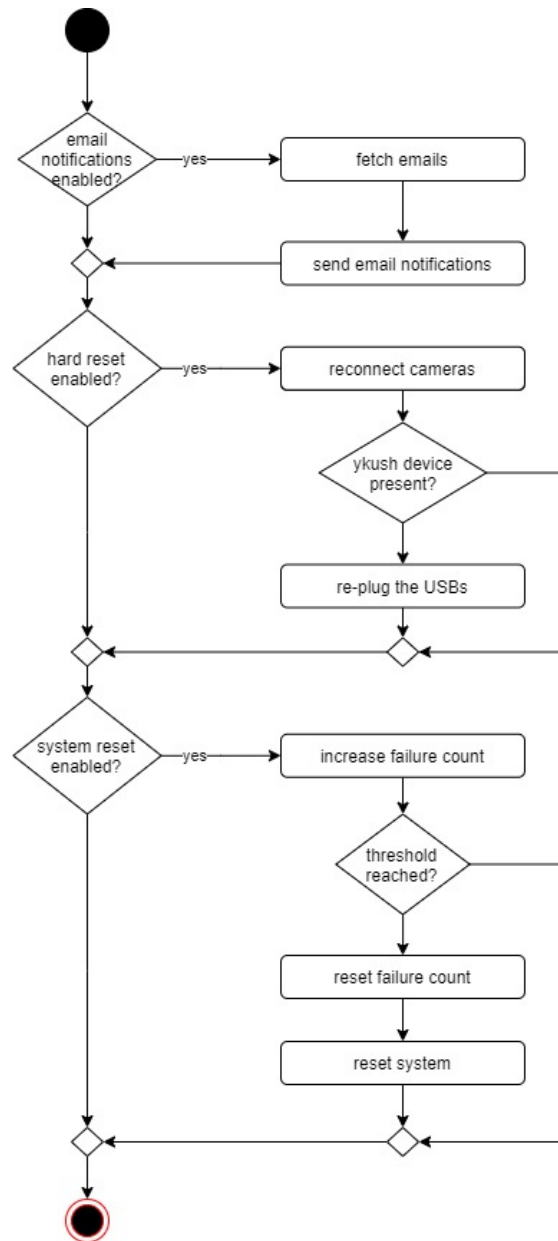 email
notifications
enabled?
yes
fetch emails
send email notifications
hard reset
enabled?
yes
reconnect cameras
ykush device
present?
re-plug the USBs
system reset
enabled?
yes
increase failure count
threshold
reached?
reset failure count
reset system